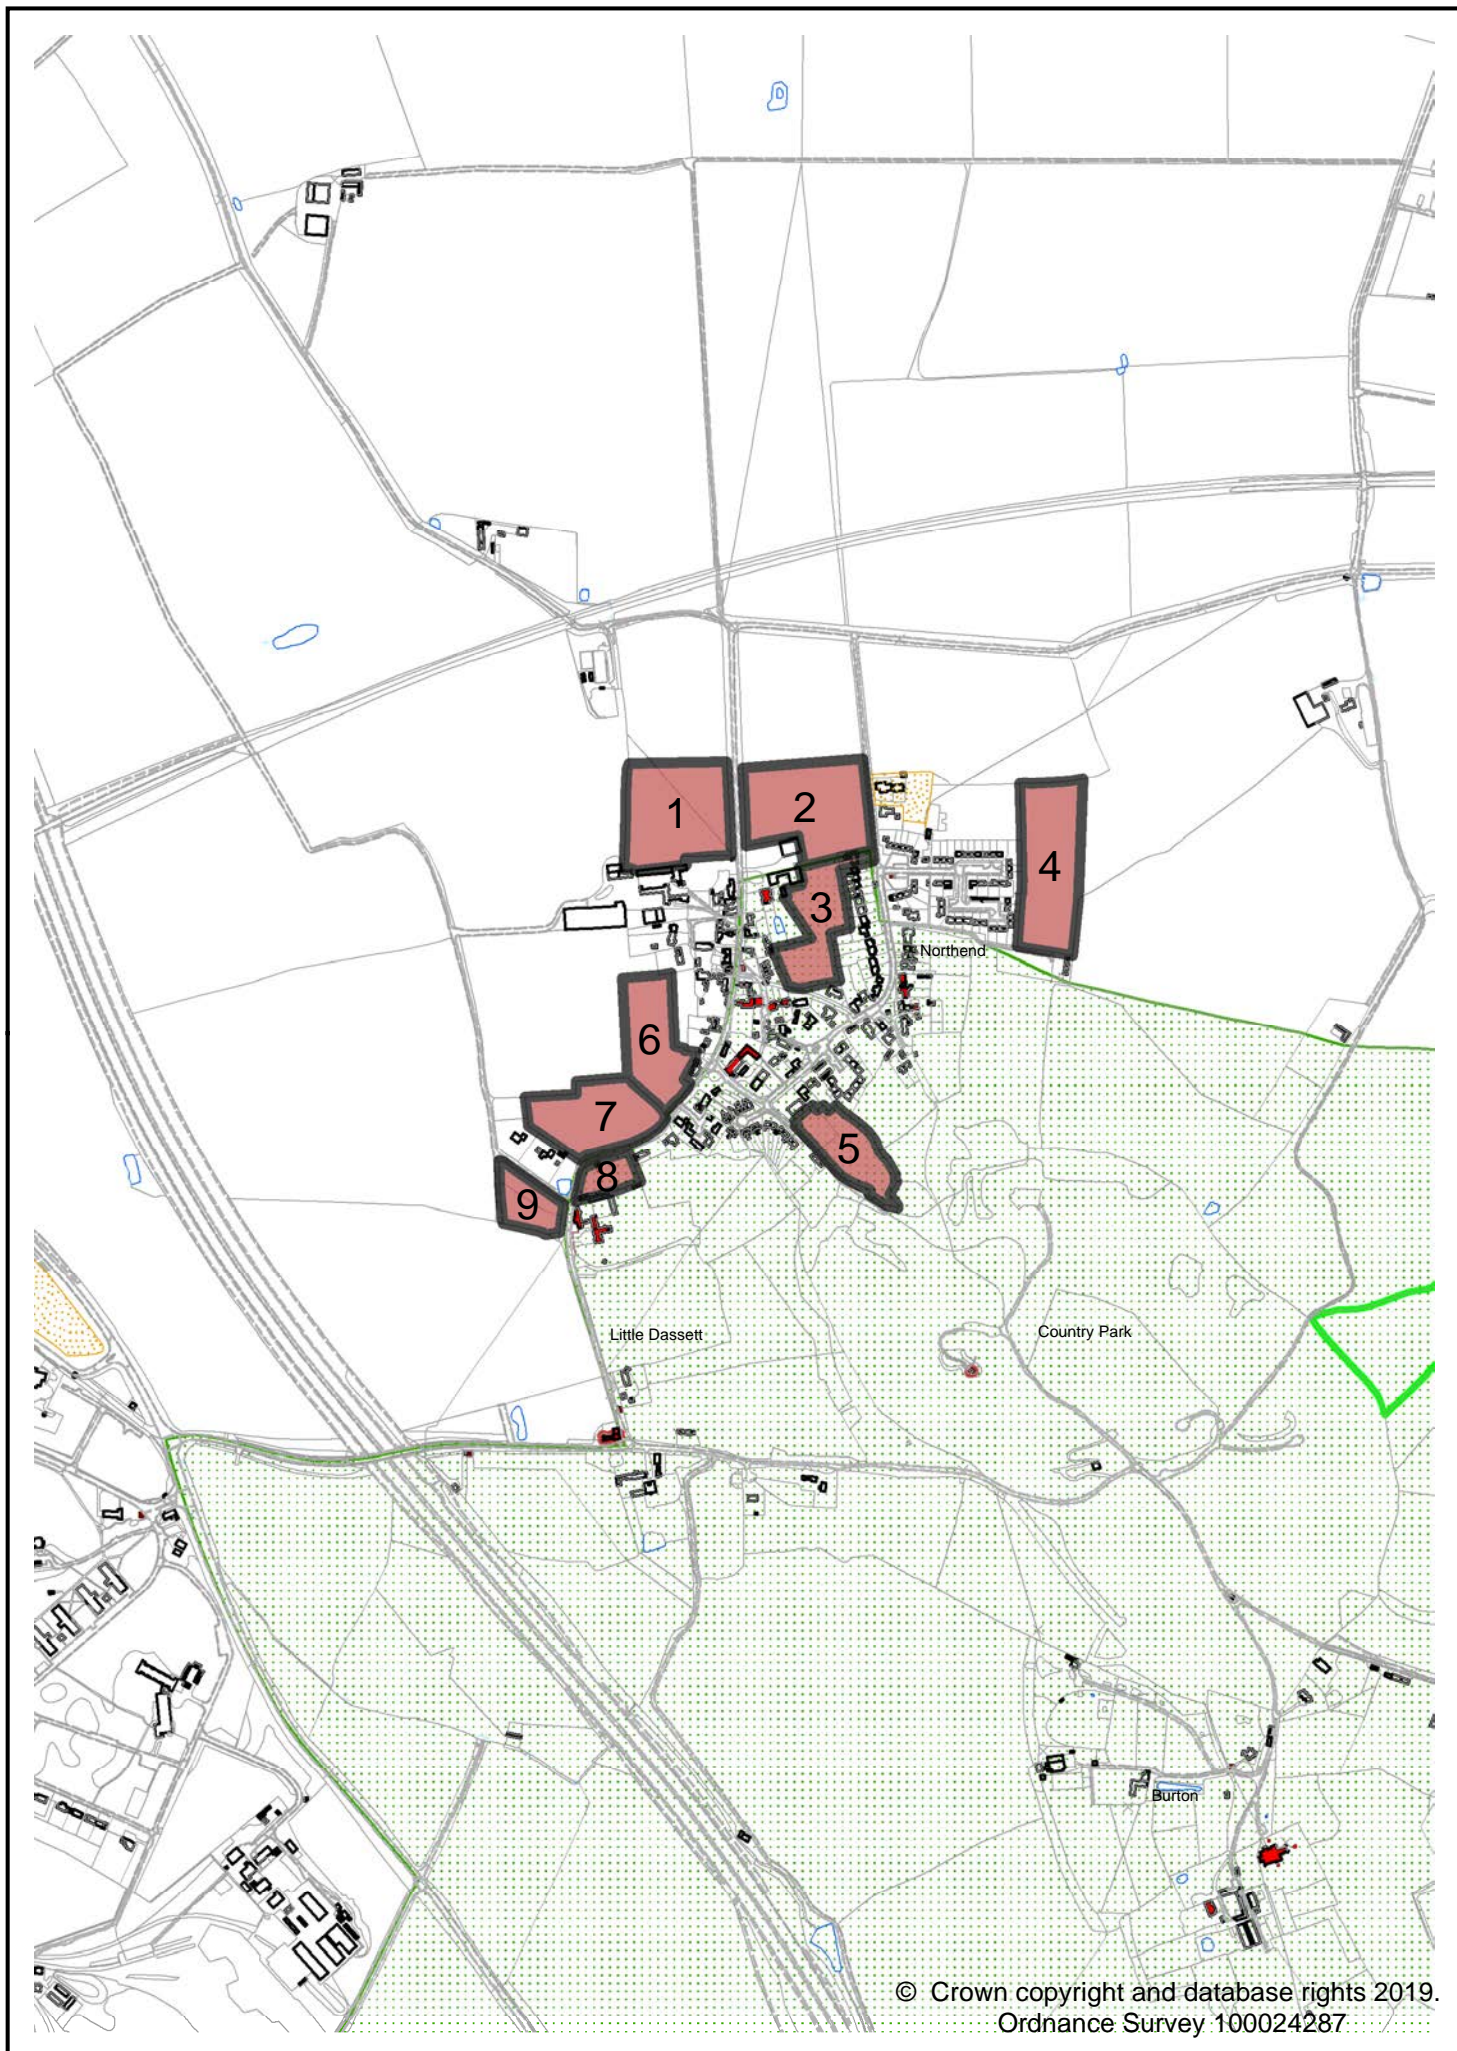 1
2
3
4
Northend
6
7
5
8
9
Little Dassett
Country Park
Burton
© Crown copyright and database rights 2019.
Ordnance Survey 100024287